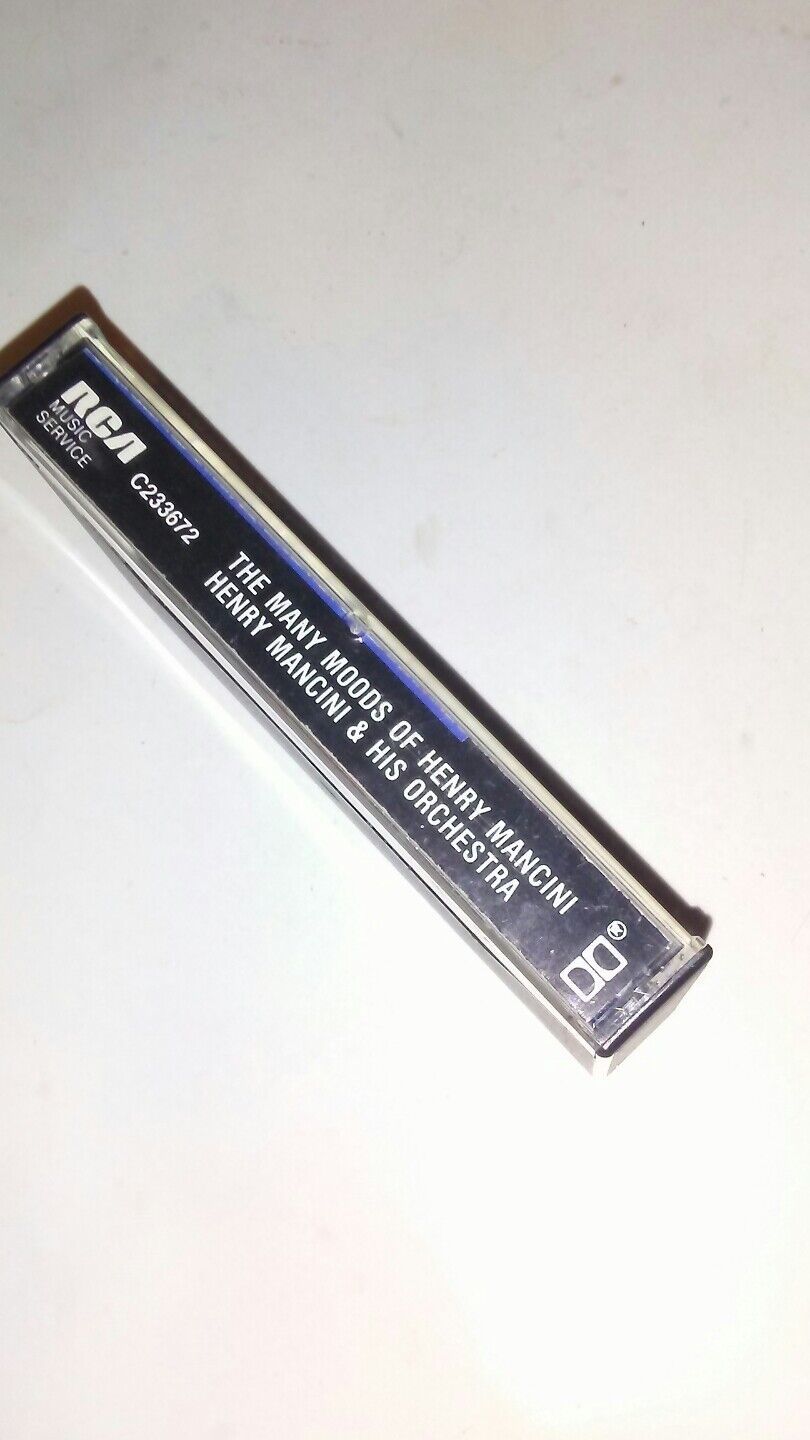 RCA
MUSIC
SERVICE
C233672
THE MANY MOODS OF HENRY MANCINI
HENRY MANCINI & HIS ORCHESTRA